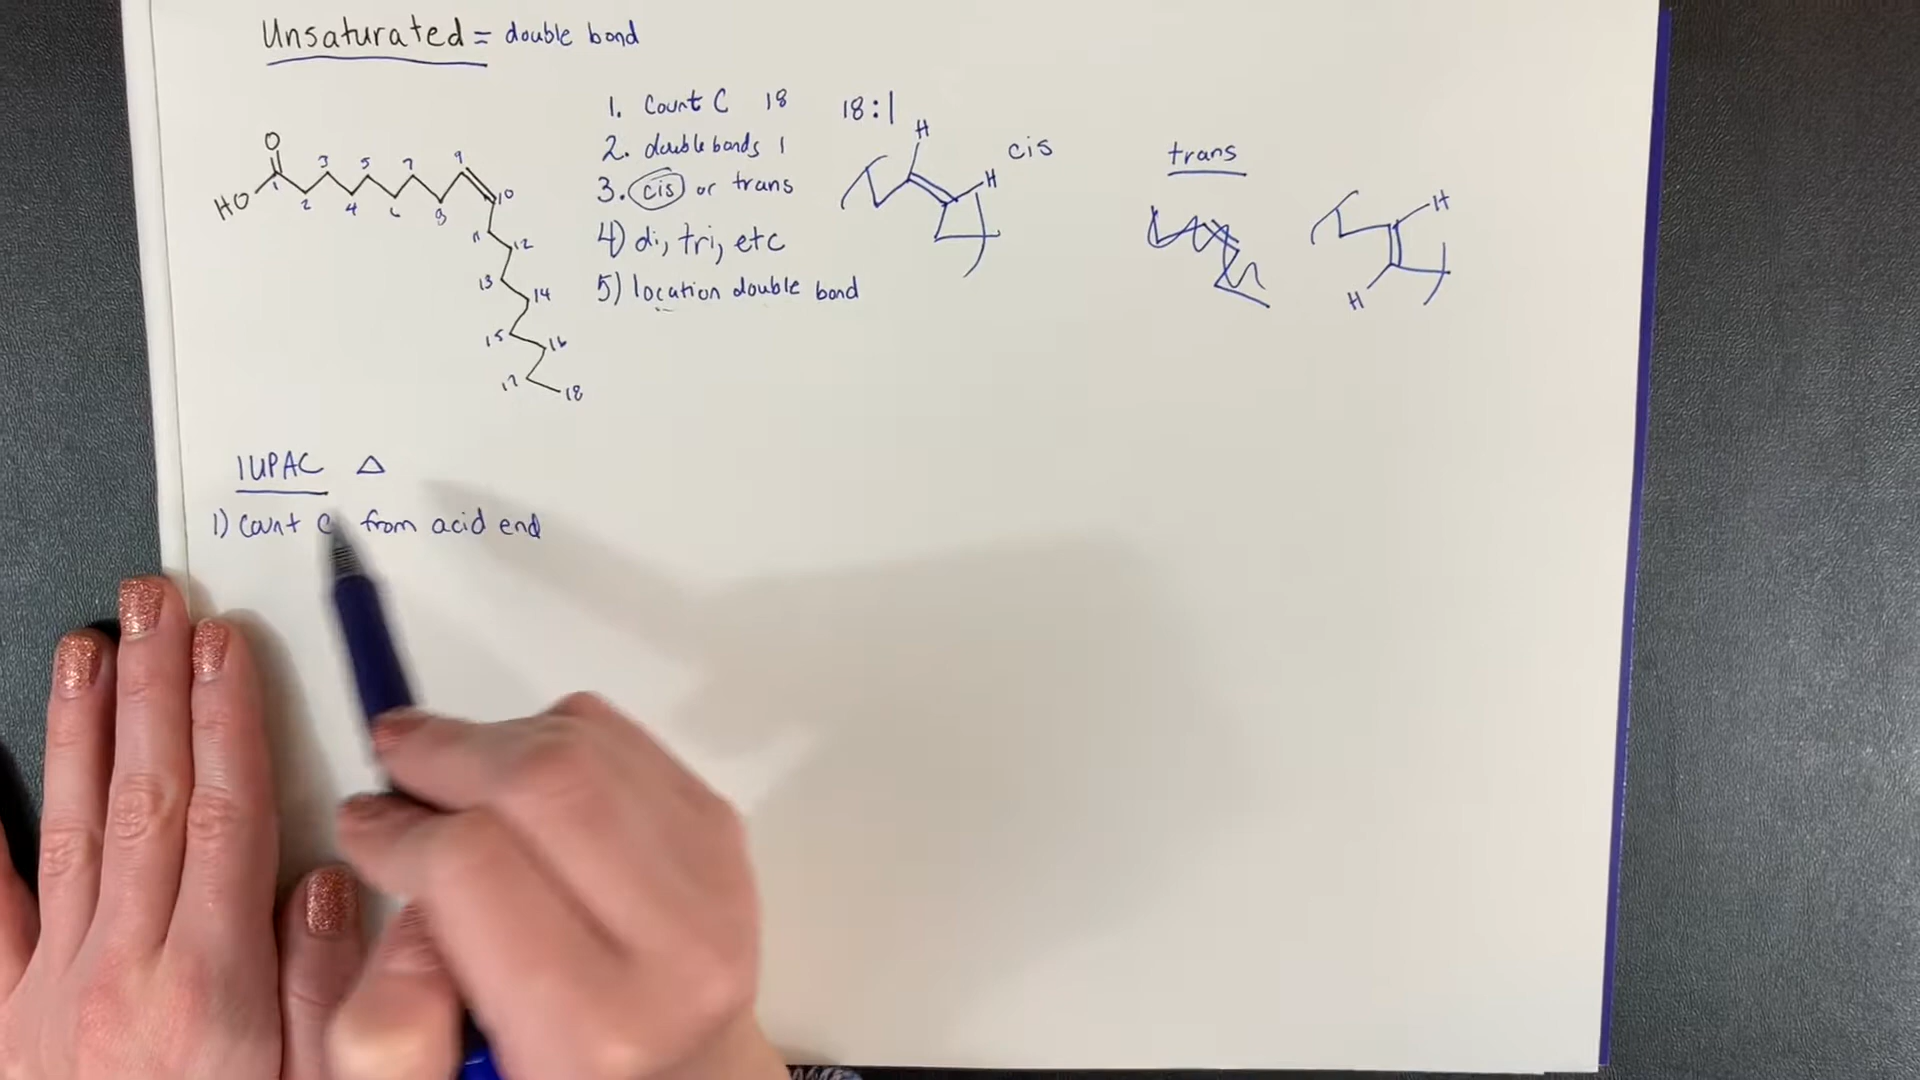 Unsaturated = double bond
1. Count C 18 18:1
2. double bonds 1
3. cis or trans
4) di, tri, etc
5) location double bond
O
HO
1
2
3
4
5
6
7
8
9
10
11
12
13
14
15
16
17
18
H
H
cis
trans
H
H
IUPAC Δ
1) Count C from acid end